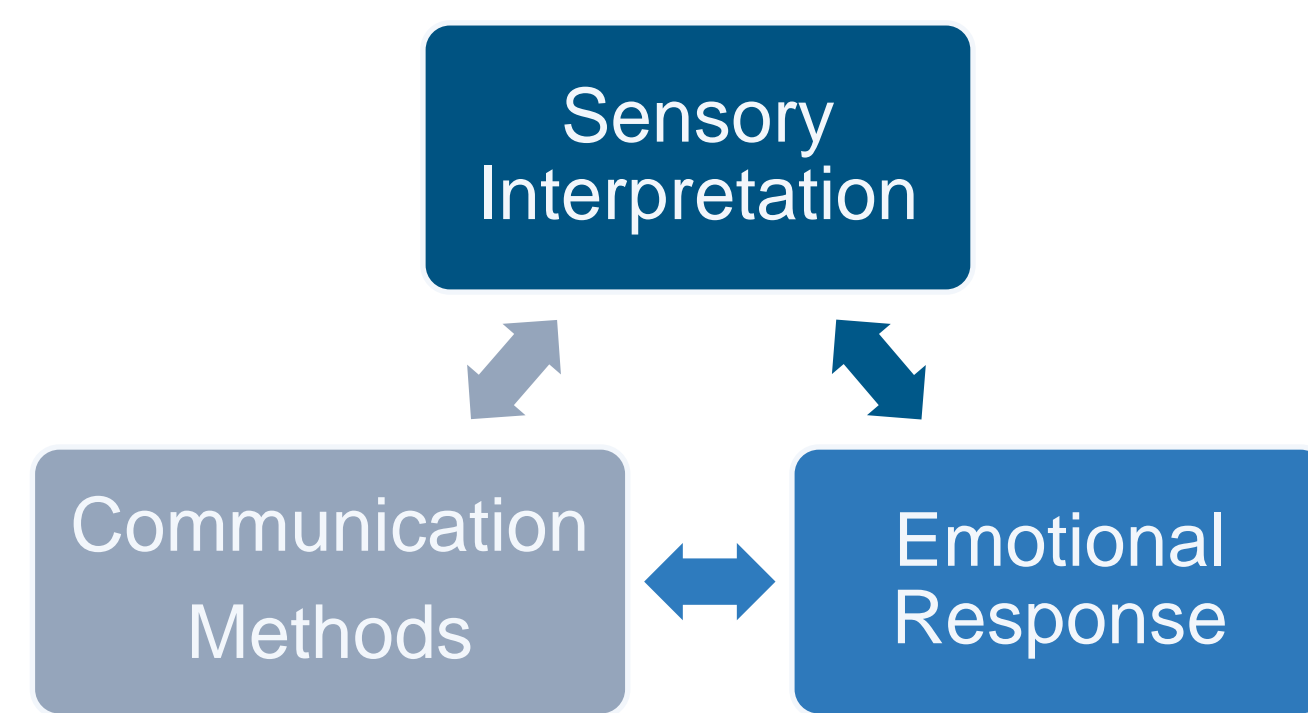 Sensory
Interpretation
Communication
Methods
Emotional
Response